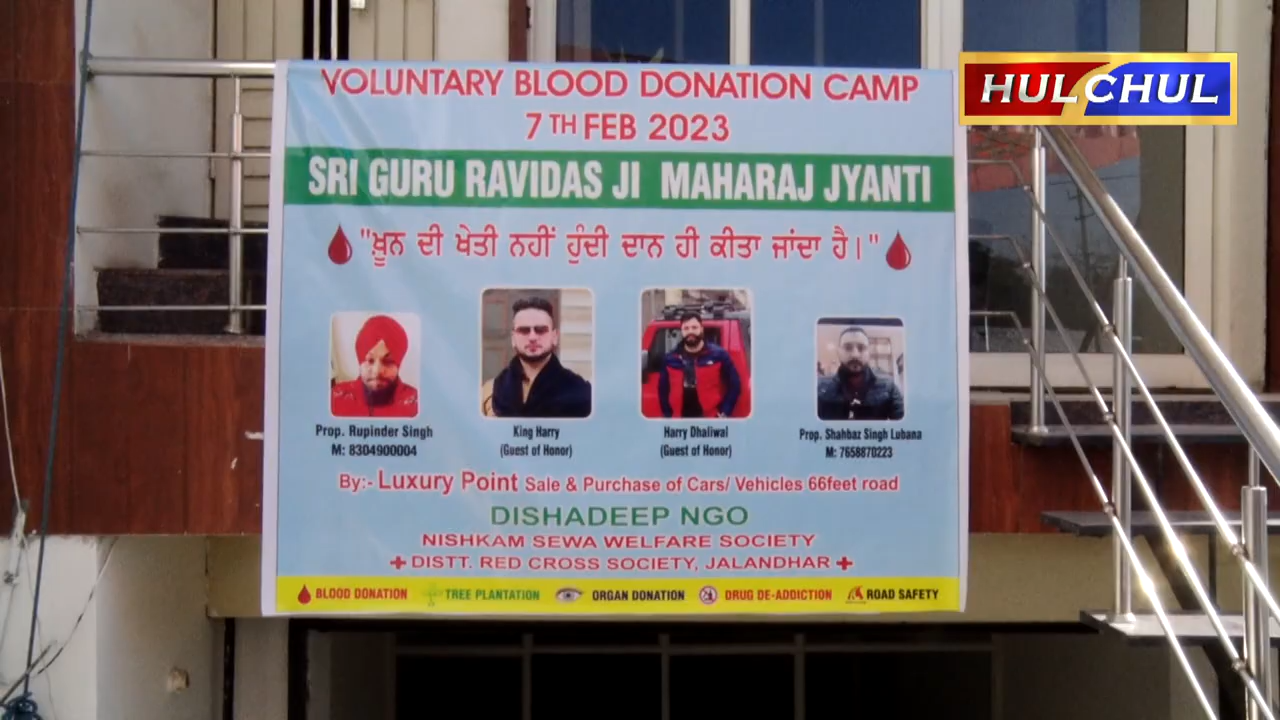 HULCHUL
VOLUNTARY BLOOD DONATION CAMP
7 TH FEB 2023
SRI GURU RAVIDAS JI MAHARAJ JYANTI
"ਖ਼ੂਨ ਦੀ ਖੇਤੀ ਨਹੀਂ ਹੁੰਦੀ ਦਾਨ ਹੀ ਕੀਤਾ ਜਾਂਦਾ ਹੈ।"
Prop. Rupinder Singh
M: 8304900004
King Harry
(Guest of Honor)
Harry Dhaliwal
(Guest of Honor)
Prop. Shahbaz Singh Lubana
M: 7658870223
By:- Luxury Point Sale & Purchase of Cars/ Vehicles 66feet road
DISHADEEP NGO
NISHKAM SEWA WELFARE SOCIETY
+ DISTT. RED CROSS SOCIETY, JALANDHAR +
BLOOD DONATION TREE PLANTATION ORGAN DONATION DRUG DE-ADDICTION ROAD SAFETY